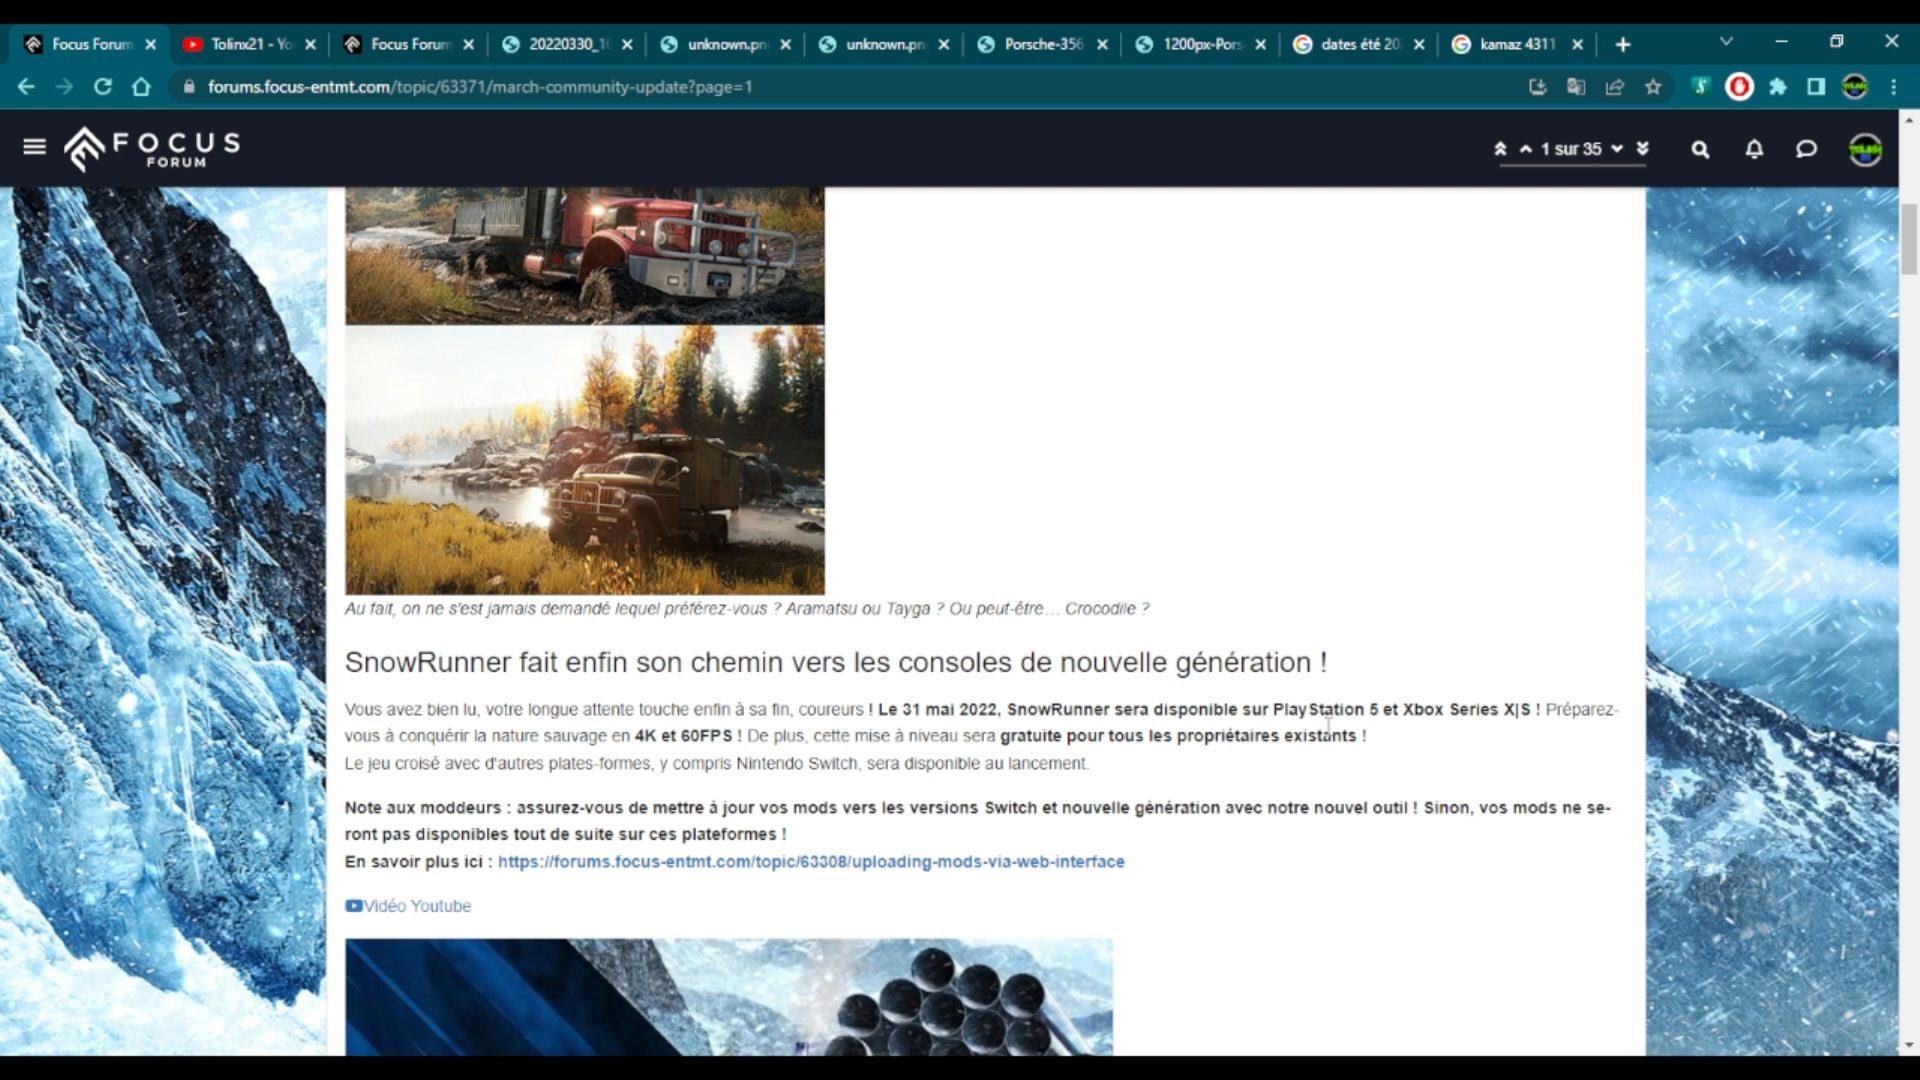 Focus Forum
Tolinx21 - Yo
Focus Forum
20220330_1
unknown.pn
unknown.pn
Porsche-356
1200px-Pors
dates été 20
kamaz 4311
forums.focus-entmt.com/topic/63371/march-community-update?page=1
FOCUS
FORUM
1 sur 35
Au fait, on ne s'est jamais demandé lequel préférez-vous ? Aramatsu ou Tayga ? Ou peut-être… Crocodile ?
SnowRunner fait enfin son chemin vers les consoles de nouvelle génération !
Vous avez bien lu, votre longue attente touche enfin à sa fin, coureurs ! Le 31 mai 2022, SnowRunner sera disponible sur PlayStation 5 et Xbox Series X|S ! Préparez-
vous à conquérir la nature sauvage en 4K et 60FPS ! De plus, cette mise à niveau sera gratuite pour tous les propriétaires existants !
Le jeu croisé avec d'autres plates-formes, y compris Nintendo Switch, sera disponible au lancement.
Note aux moddeurs : assurez-vous de mettre à jour vos mods vers les versions Switch et nouvelle génération avec notre nouvel outil ! Sinon, vos mods ne se-
ront pas disponibles tout de suite sur ces plateformes !
En savoir plus ici : https://forums.focus-entmt.com/topic/63308/uploading-mods-via-web-interface
Vidéo Youtube